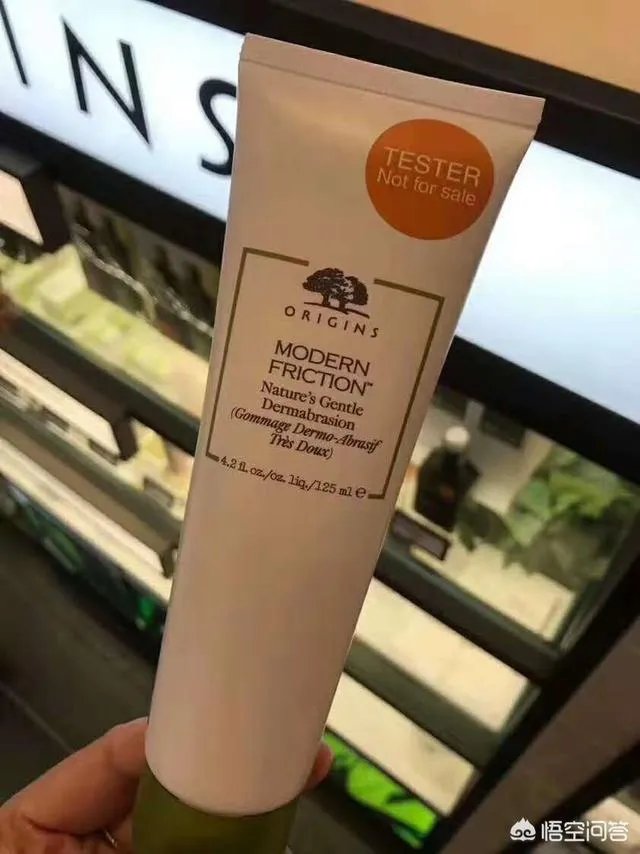 INS
TESTER
Not for sale
ORIGINS
MODERN
FRICTION™
Nature's Gentle
Dermabrasion
(Gommage Dermo-Abrasif
Très Doux)
4.2 fl. oz./oz. liq./125 ml ℮
悟空问答